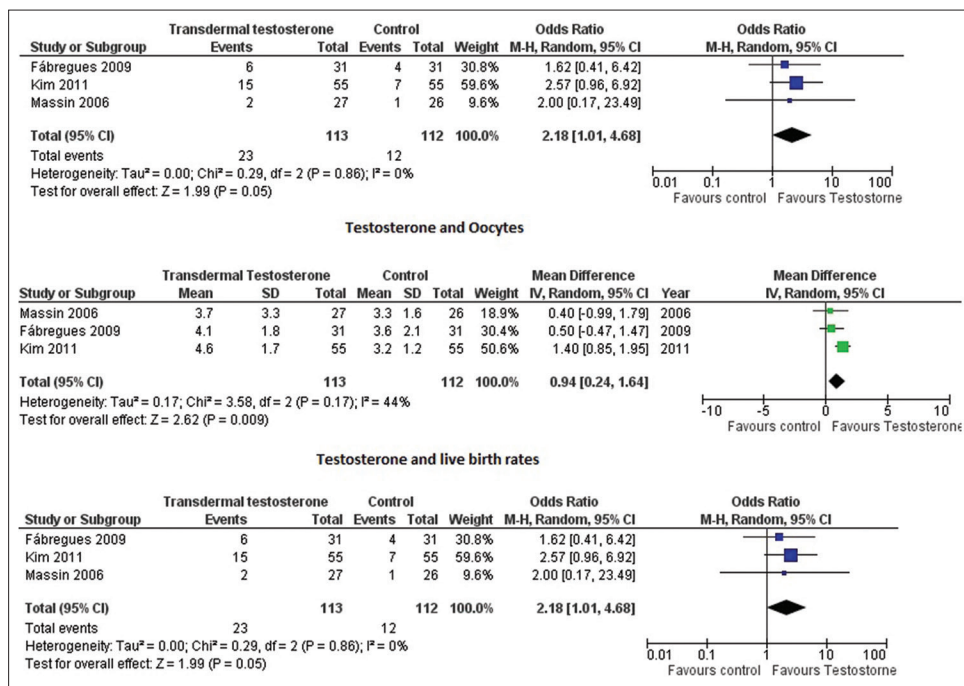 Transdermal testosterone Control Odds Ratio Odds Ratio
Study or Subgroup Events Total Events Total Weight M-H, Random, 95% CI M-H, Random, 95% CI
Fábregues 2009 6 31 4 31 30.8% 1.62 [0.41, 6.42]
Kim 2011 15 55 7 55 59.6% 2.57 [0.96, 6.92]
Massin 2006 2 27 1 26 9.6% 2.00 [0.17, 23.49]
Total (95% CI) 113 112 100.0% 2.18 [1.01, 4.68]
Total events 23 12
Heterogeneity: Tau² = 0.00; Chi² = 0.29, df = 2 (P = 0.86); I² = 0%
Test for overall effect: Z = 1.99 (P = 0.05)
0.01 0.1 1 10 100
Favours control Favours Testostorne
Testosterone and Oocytes
Transdermal Testosterone Control Mean Difference Mean Difference
Study or Subgroup Mean SD Total Mean SD Total Weight IV, Random, 95% CI Year IV, Random, 95% CI
Massin 2006 3.7 3.3 27 3.3 1.6 26 18.9% 0.40 [-0.99, 1.79] 2006
Fábregues 2009 4.1 1.8 31 3.6 2.1 31 30.4% 0.50 [-0.47, 1.47] 2009
Kim 2011 4.6 1.7 55 3.2 1.2 55 50.6% 1.40 [0.85, 1.95] 2011
Total (95% CI) 113 112 100.0% 0.94 [0.24, 1.64]
Heterogeneity: Tau² = 0.17; Chi² = 3.58, df = 2 (P = 0.17); I² = 44%
Test for overall effect: Z = 2.62 (P = 0.009)
-10 -5 0 5 10
Favours control Favours Testosterone
Testosterone and live birth rates
Transdermal testosterone Control Odds Ratio Odds Ratio
Study or Subgroup Events Total Events Total Weight M-H, Random, 95% CI M-H, Random, 95% CI
Fábregues 2009 6 31 4 31 30.8% 1.62 [0.41, 6.42]
Kim 2011 15 55 7 55 59.6% 2.57 [0.96, 6.92]
Massin 2006 2 27 1 26 9.6% 2.00 [0.17, 23.49]
Total (95% CI) 113 112 100.0% 2.18 [1.01, 4.68]
Total events 23 12
Heterogeneity: Tau² = 0.00; Chi² = 0.29, df = 2 (P = 0.86); I² = 0%
Test for overall effect: Z = 1.99 (P = 0.05)
0.01 0.1 1 10 100
Favours control Favours Testostorne